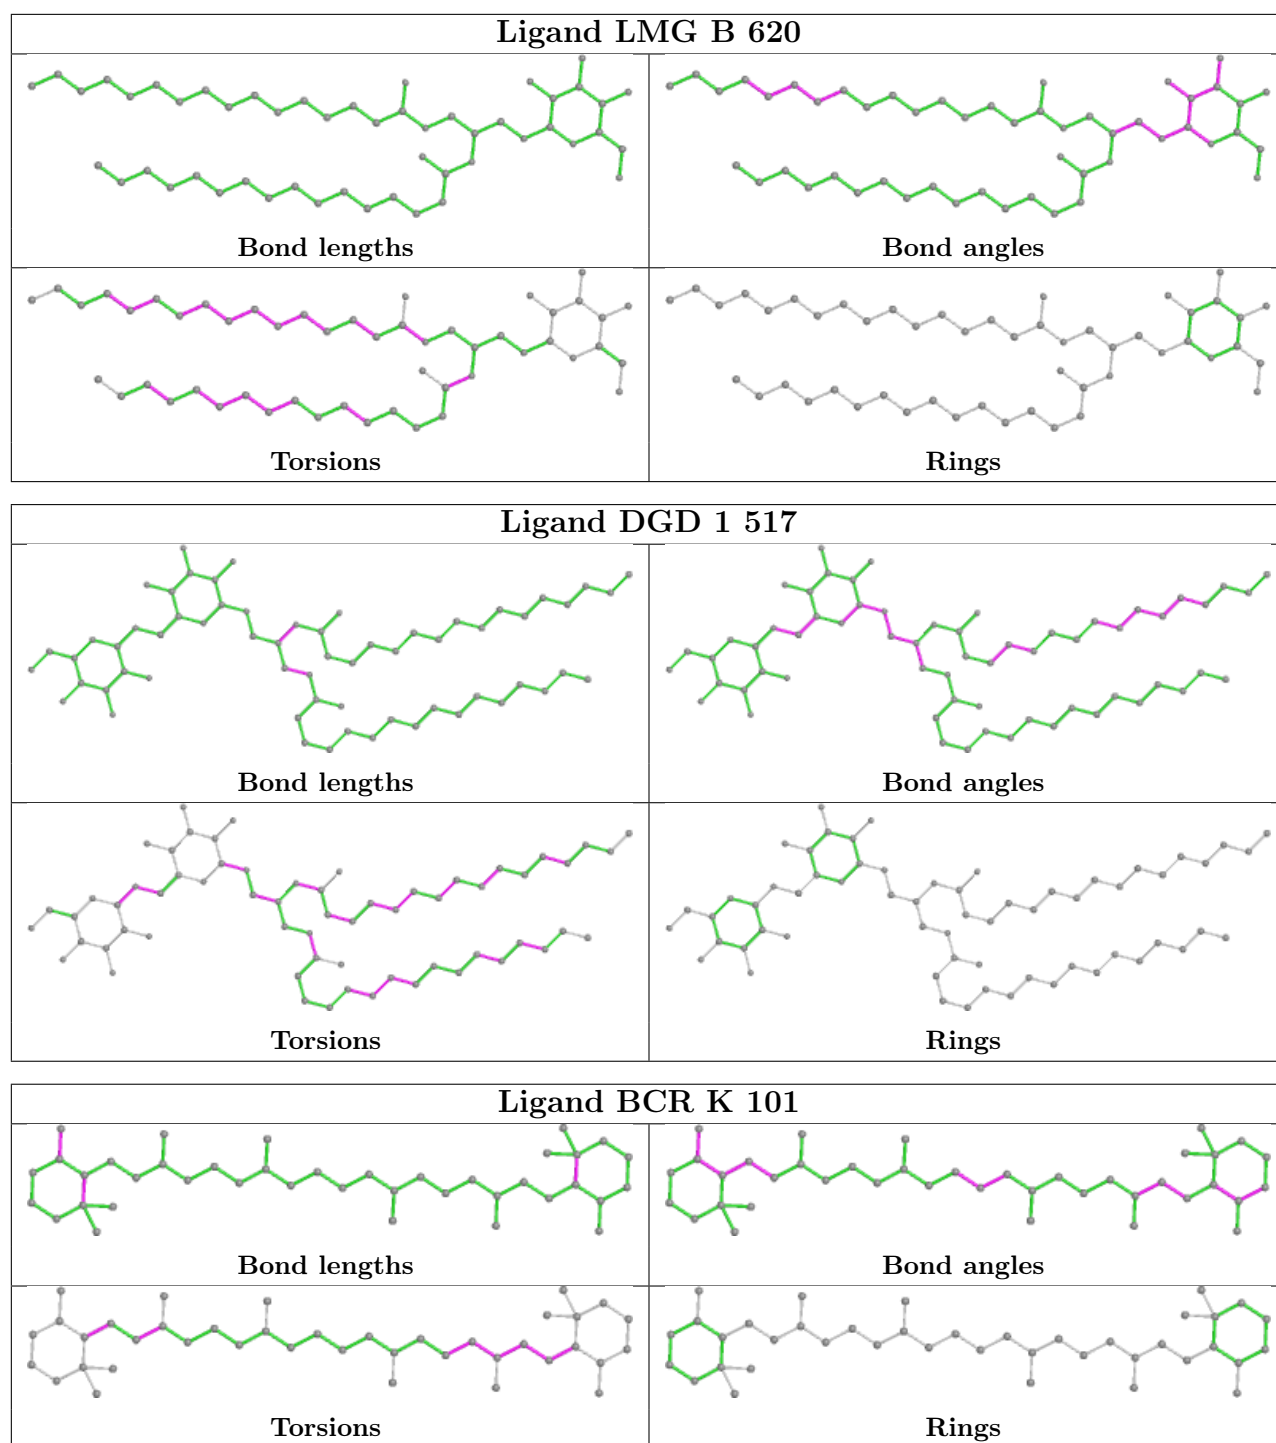 Ligand LMG B 620
Bond lengths
Bond angles
Torsions
Rings
Ligand DGD 1 517
Bond lengths
Bond angles
Torsions
Rings
Ligand BCR K 101
Bond lengths
Bond angles
Torsions
Rings